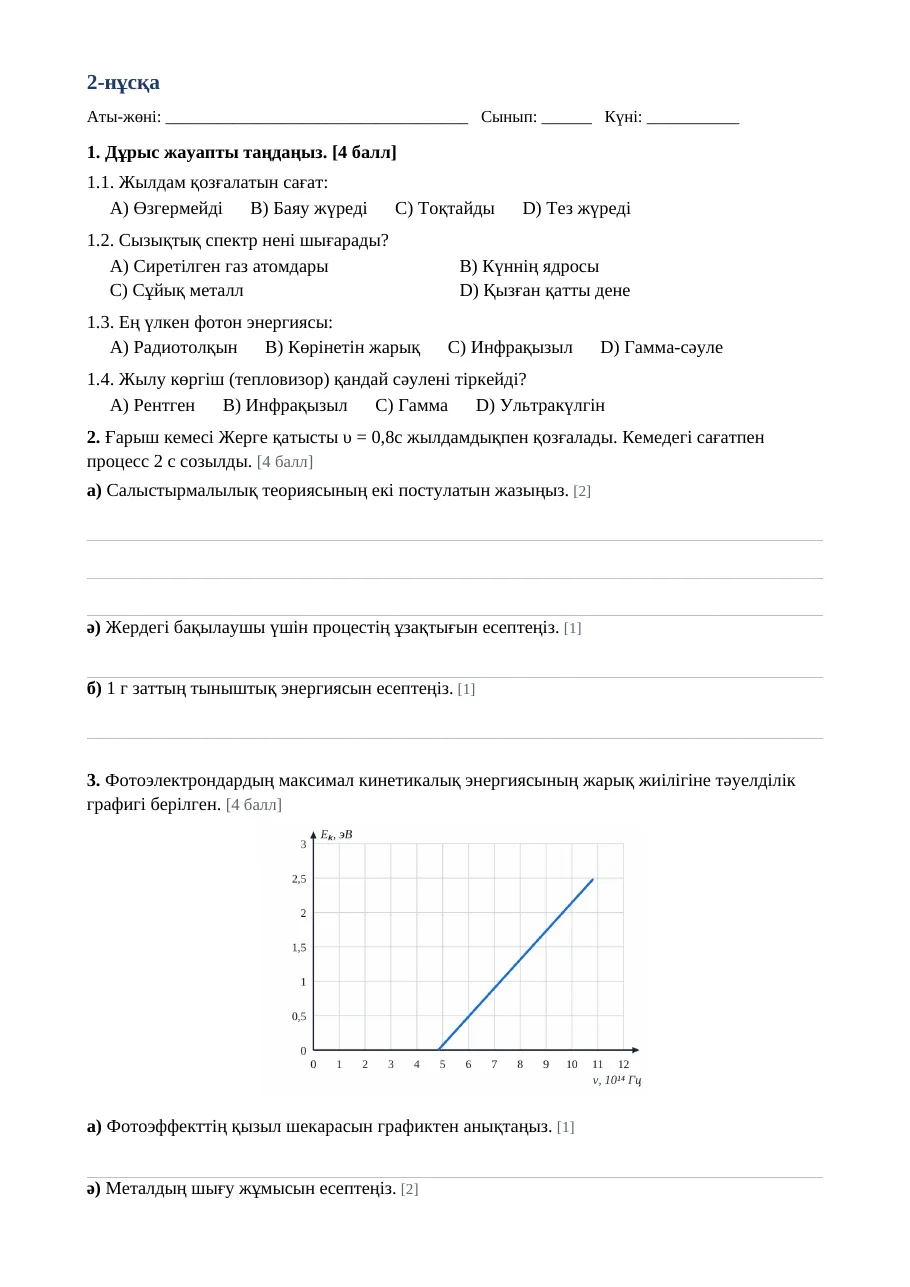 2-нұсқа
Аты-жөні: ____________________________________ Сынып: ______ Күні: ___________
1. Дұрыс жауапты таңдаңыз. [4 балл]
1.1. Жылдам қозғалатын сағат:
A) Өзгермейді B) Баяу жүреді C) Тоқтайды D) Тез жүреді
1.2. Сызықтық спектр нені шығарады?
A) Сиретілген газ атомдары B) Күннің ядросы
C) Сұйық металл D) Қызған қатты дене
1.3. Ең үлкен фотон энергиясы:
A) Радиотолқын B) Көрінетін жарық C) Инфрақызыл D) Гамма-сәуле
1.4. Жылу көргіш (тепловизор) қандай сәулені тіркейді?
A) Рентген B) Инфрақызыл C) Гамма D) Ультракүлгін
2. Ғарыш кемесі Жерге қатысты υ = 0,8c жылдамдықпен қозғалады. Кемедегі сағатпен
процесс 2 с созылды. [4 балл]
а) Салыстырмалылық теориясының екі постулатын жазыңыз. [2]
ә) Жердегі бақылаушы үшін процестің ұзақтығын есептеңіз. [1]
б) 1 г заттың тыныштық энергиясын есептеңіз. [1]
3. Фотоэлектрондардың максимал кинетикалық энергиясының жарық жиілігіне тәуелділік
графигі берілген. [4 балл]
Eₖ, эВ
3
2,5
2
1,5
1
0,5
0
0 1 2 3 4 5 6 7 8 9 10 11 12
ν, 10¹⁴ Гц
а) Фотоэффекттің қызыл шекарасын графиктен анықтаңыз. [1]
ә) Металдың шығу жұмысын есептеңіз. [2]